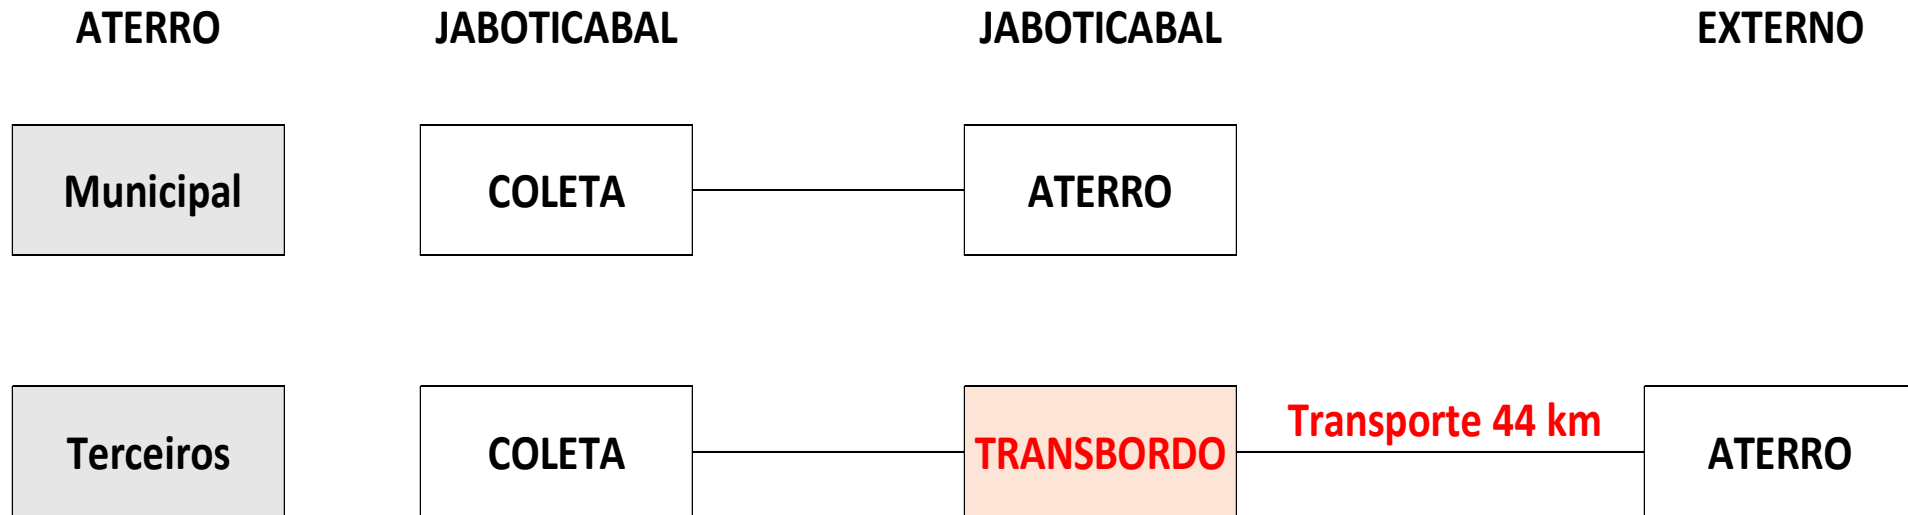 ATERRO JABOTICABAL JABOTICABAL EXTERNO
Municipal COLETA ATERRO
Transporte 44 km
Terceiros COLETA TRANSBORDO ATERRO